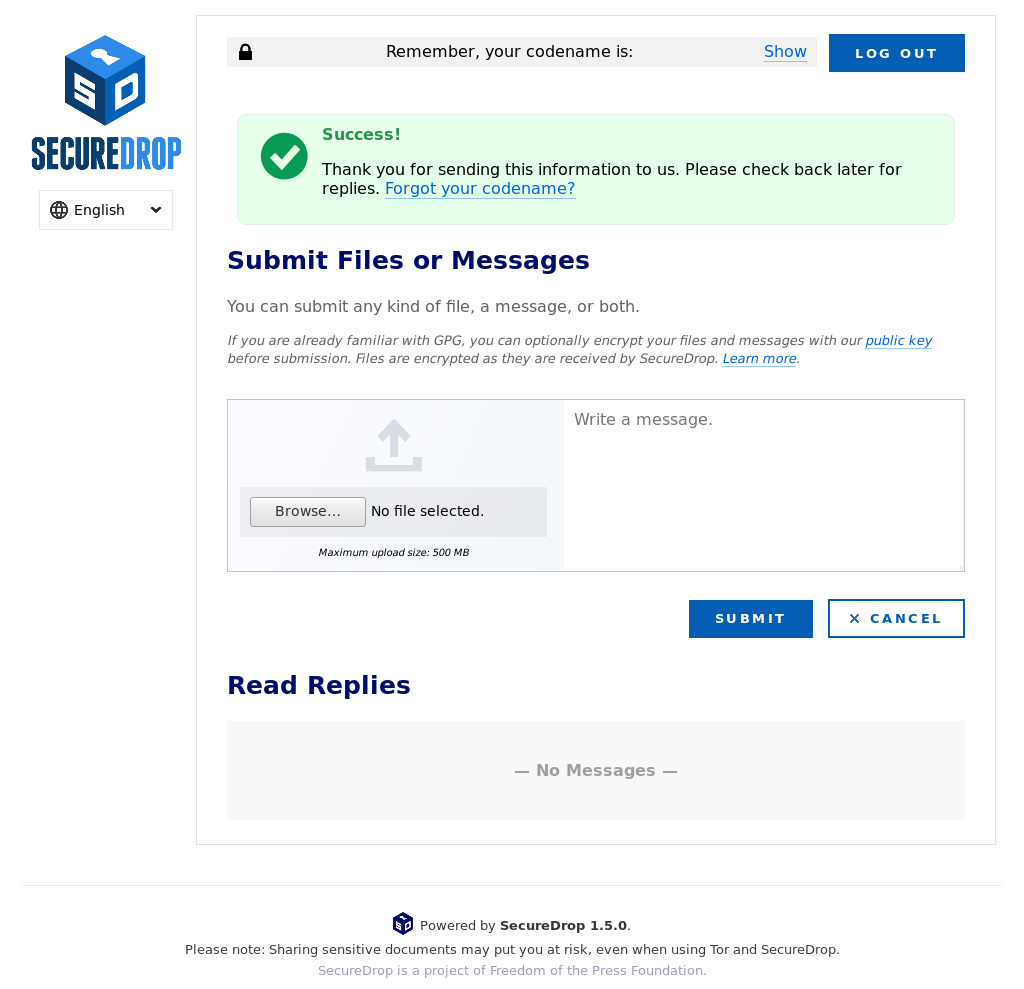 SECUREDROP
English
Remember, your codename is:
Show
LOG OUT
Success!
Thank you for sending this information to us. Please check back later for
replies. Forgot your codename?
Submit Files or Messages
You can submit any kind of file, a message, or both.
If you are already familiar with GPG, you can optionally encrypt your files and messages with our public key
before submission. Files are encrypted as they are received by SecureDrop. Learn more.
Write a message.
Browse... No file selected.
Maximum upload size: 500 MB
SUBMIT
× CANCEL
Read Replies
— No Messages —
Powered by SecureDrop 1.5.0.
Please note: Sharing sensitive documents may put you at risk, even when using Tor and SecureDrop.
SecureDrop is a project of Freedom of the Press Foundation.